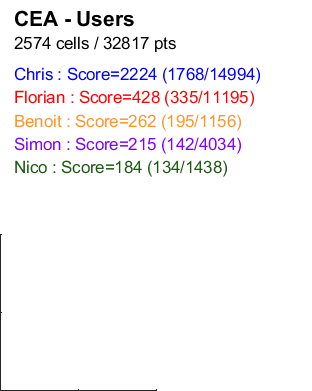 CEA - Users
2574 cells / 32817 pts
Chris : Score=2224 (1768/14994)
Florian : Score=428 (335/11195)
Benoit : Score=262 (195/1156)
Simon : Score=215 (142/4034)
Nico : Score=184 (134/1438)